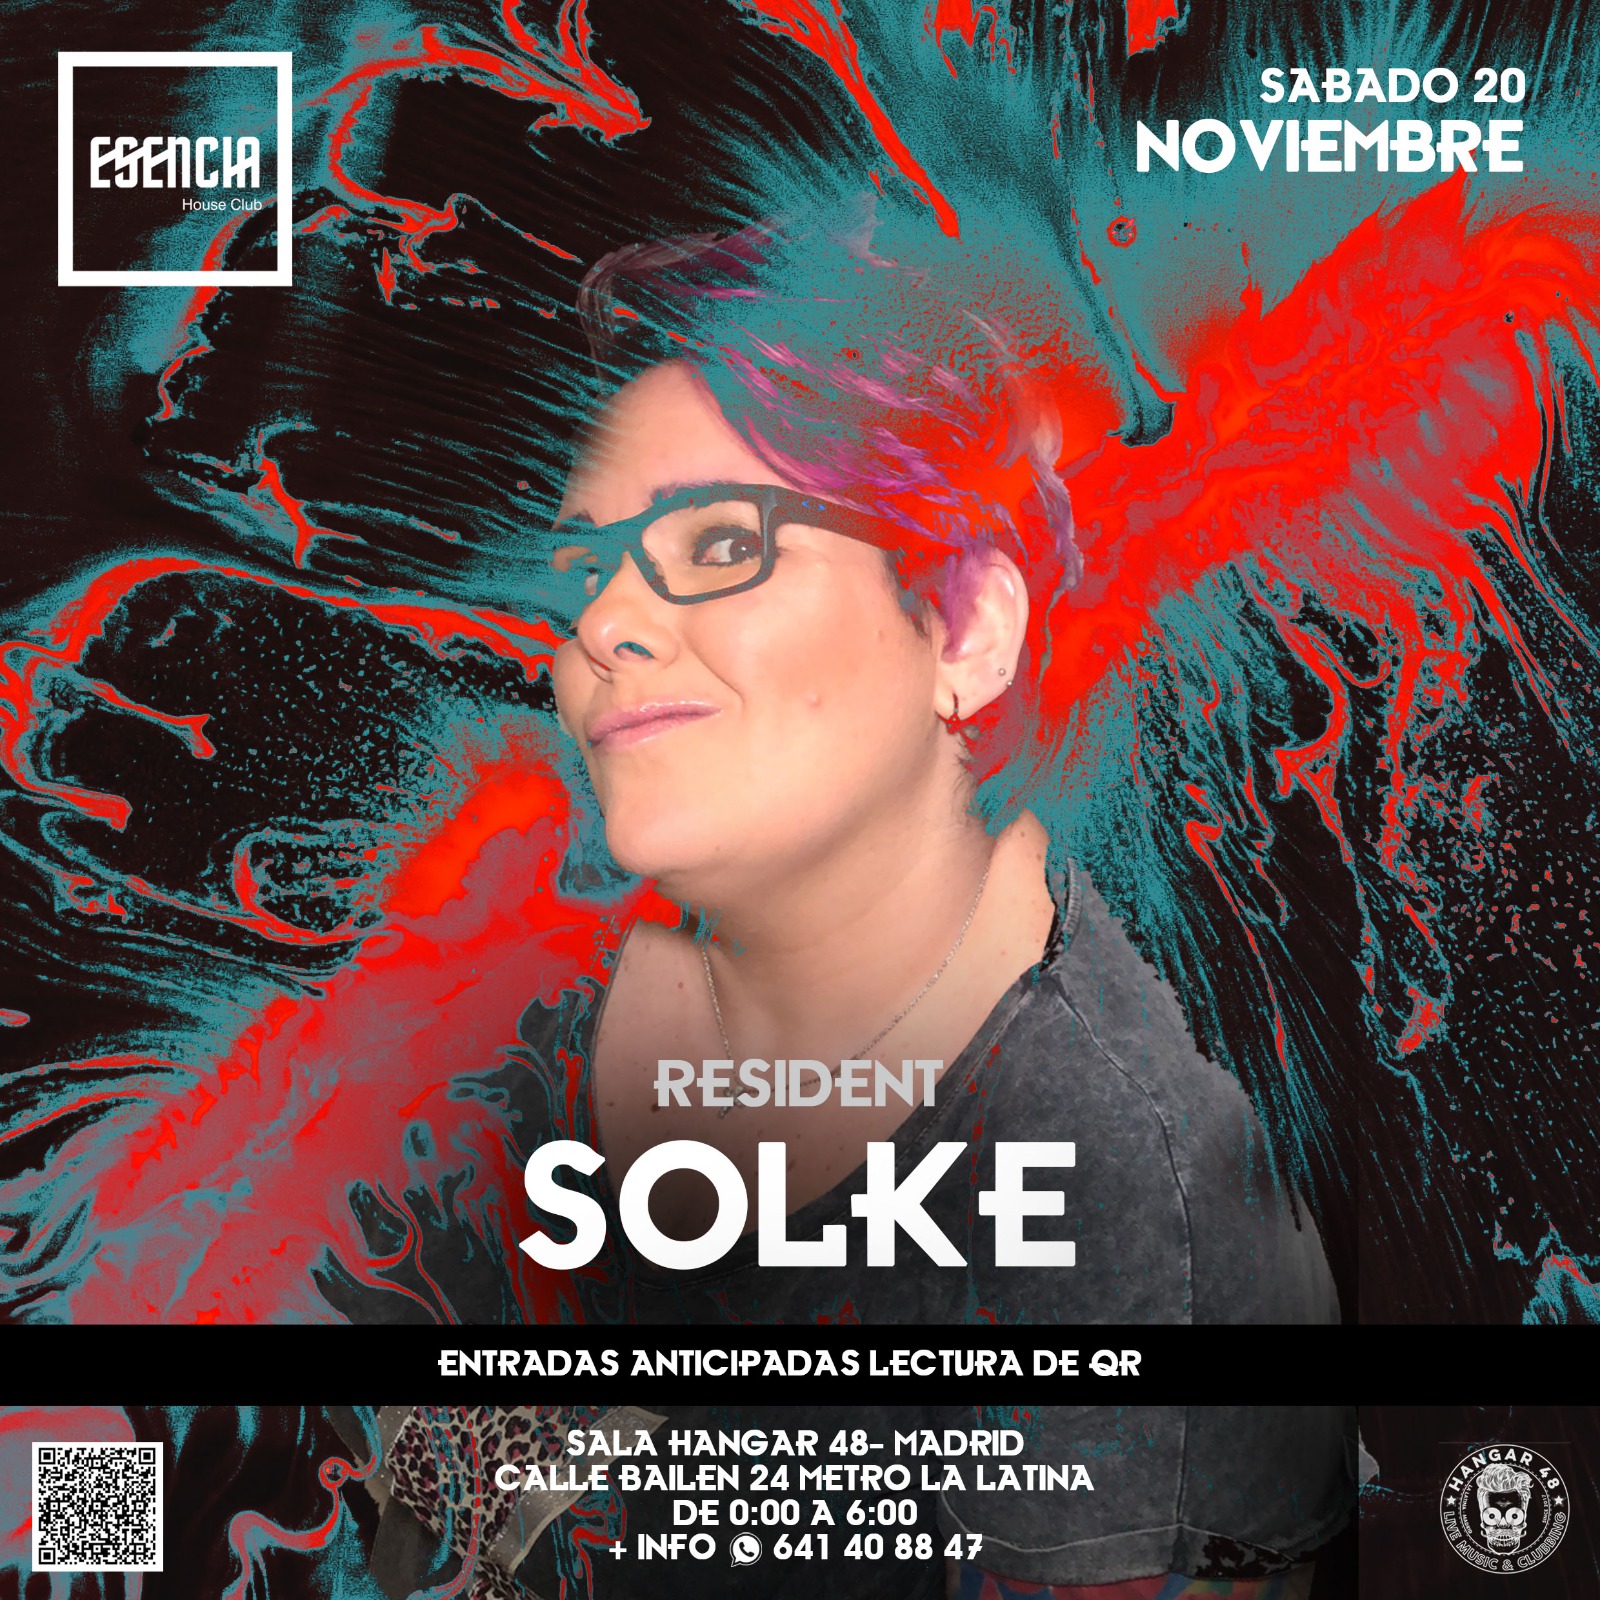 ESENCIA
House Club
SABADO 20
NOVIEMBRE
RESIDENT
SOLKE
ENTRADAS ANTICIPADAS LECTURA DE QR
SALA HANGAR 48- MADRID
CALLE BAILEN 24 METRO LA LATINA
DE 0:00 A 6:00
+ INFO 641 40 88 47
HANGAR 48
LIVE MUSIC & CLUBBING